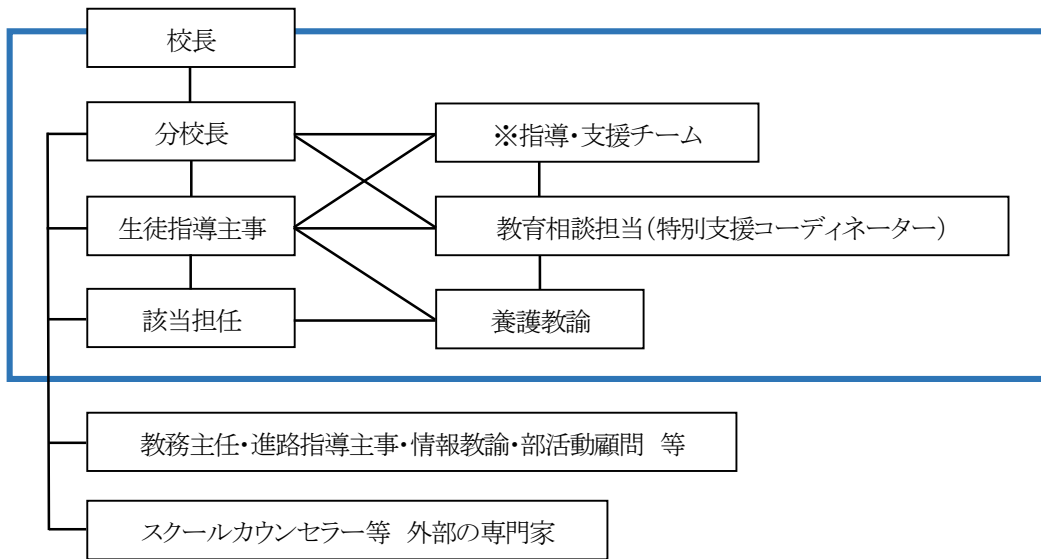 校長
分校長
※指導・支援チーム
生徒指導主事
教育相談担当(特別支援コーディネーター)
該当担任
養護教諭
教務主任・進路指導主事・情報教諭・部活動顧問 等
スクールカウンセラー等 外部の専門家